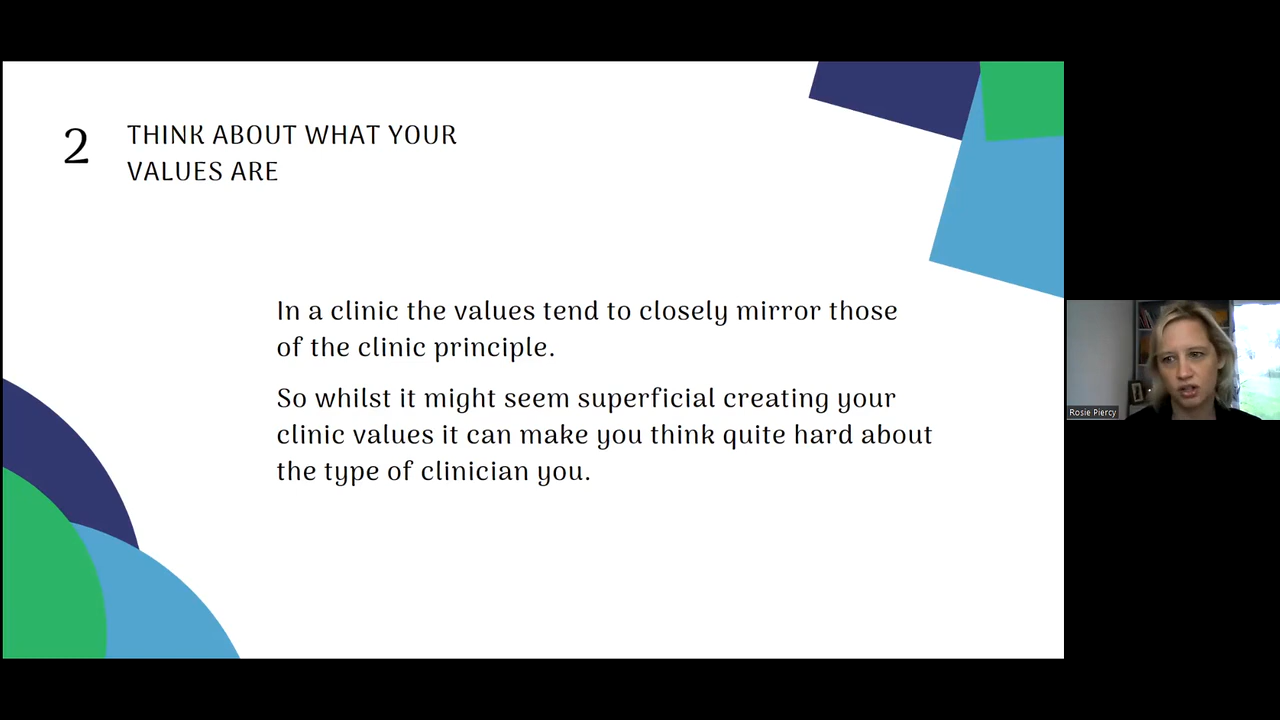 2
THINK ABOUT WHAT YOUR
VALUES ARE
In a clinic the values tend to closely mirror those
of the clinic principle.
So whilst it might seem superficial creating your
clinic values it can make you think quite hard about
the type of clinician you.
Rosie Piercy